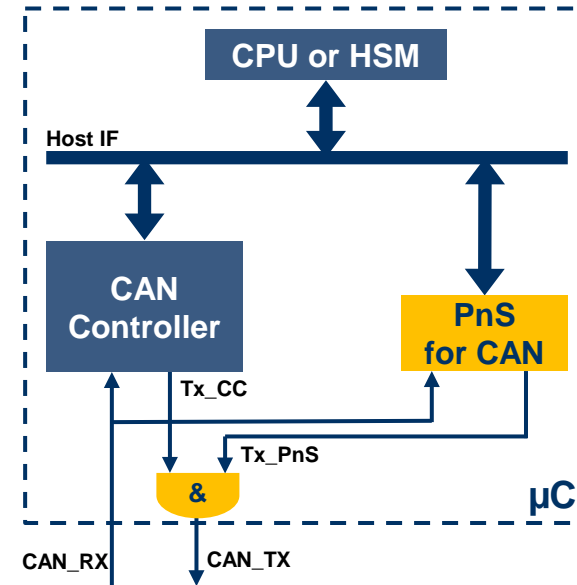 CPU or HSM
Host IF
CAN
Controller
PnS
for CAN
Tx_CC
Tx_PnS
&
µC
CAN_RX
CAN_TX